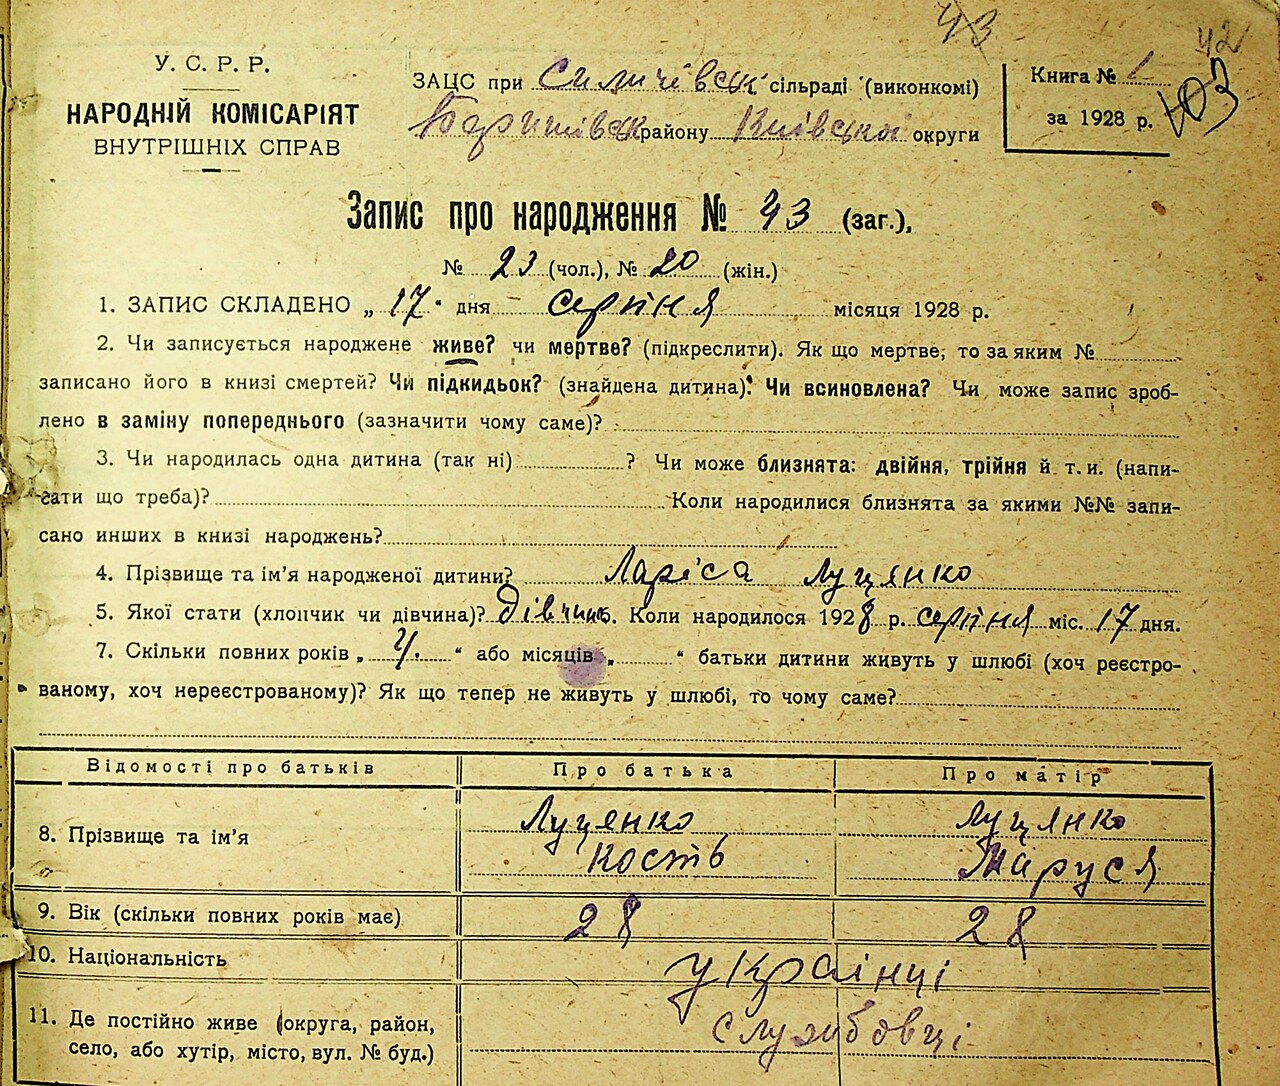 43 42
У. С. Р. Р.
НАРОДНІЙ КОМІСАРІЯТ
ВНУТРІШНІХ СПРАВ
ЗАЦС при сільраді (виконкомі)
району Київської округи
Книга № 1
за 1928 р. 103
Запис про народження № 43 (заг.),
№ 23 (чол.), № 20 (жін.)
1. ЗАПИС СКЛАДЕНО „ 17 " дня серпня місяця 1928 р.
2. Чи записується народжене живе? чи мертве? (підкреслити). Як що мертве, то за яким №
записано його в книзі смертей? Чи підкидьок? (знайдена дитина). Чи всиновлена? Чи може запис зроб-
лено в заміну попереднього (зазначити чому саме)?
3. Чи народилась одна дитина (так ні) ? Чи може близнята: двійня, трійня й т. и. (напи-
сати що треба)? Коли народилися близнята за якими №№ запи-
сано инших в книзі народжень?
4. Прізвище та ім'я народженої дитини? Ларіса Луцянко
5. Якої стати (хлопчик чи дівчина)? дівчина. Коли народилося 1928 р. серпня міс. 17 дня.
7. Скільки повних років „ 4. " або місяців „ " батьки дитини живуть у шлюбі (хоч реєстро-
ваному, хоч нереєстрованому)? Як що тепер не живуть у шлюбі, то чому саме?
Відомості про батьків Про батька Про матір
8. Прізвище та ім'я Луценко Луцянко
Кость Маруся
9. Вік (скільки повних років має) 28 28
10. Національність українці
11. Де постійно живе (округа, район,
село, або хутір, місто, вул. № буд.) службовці